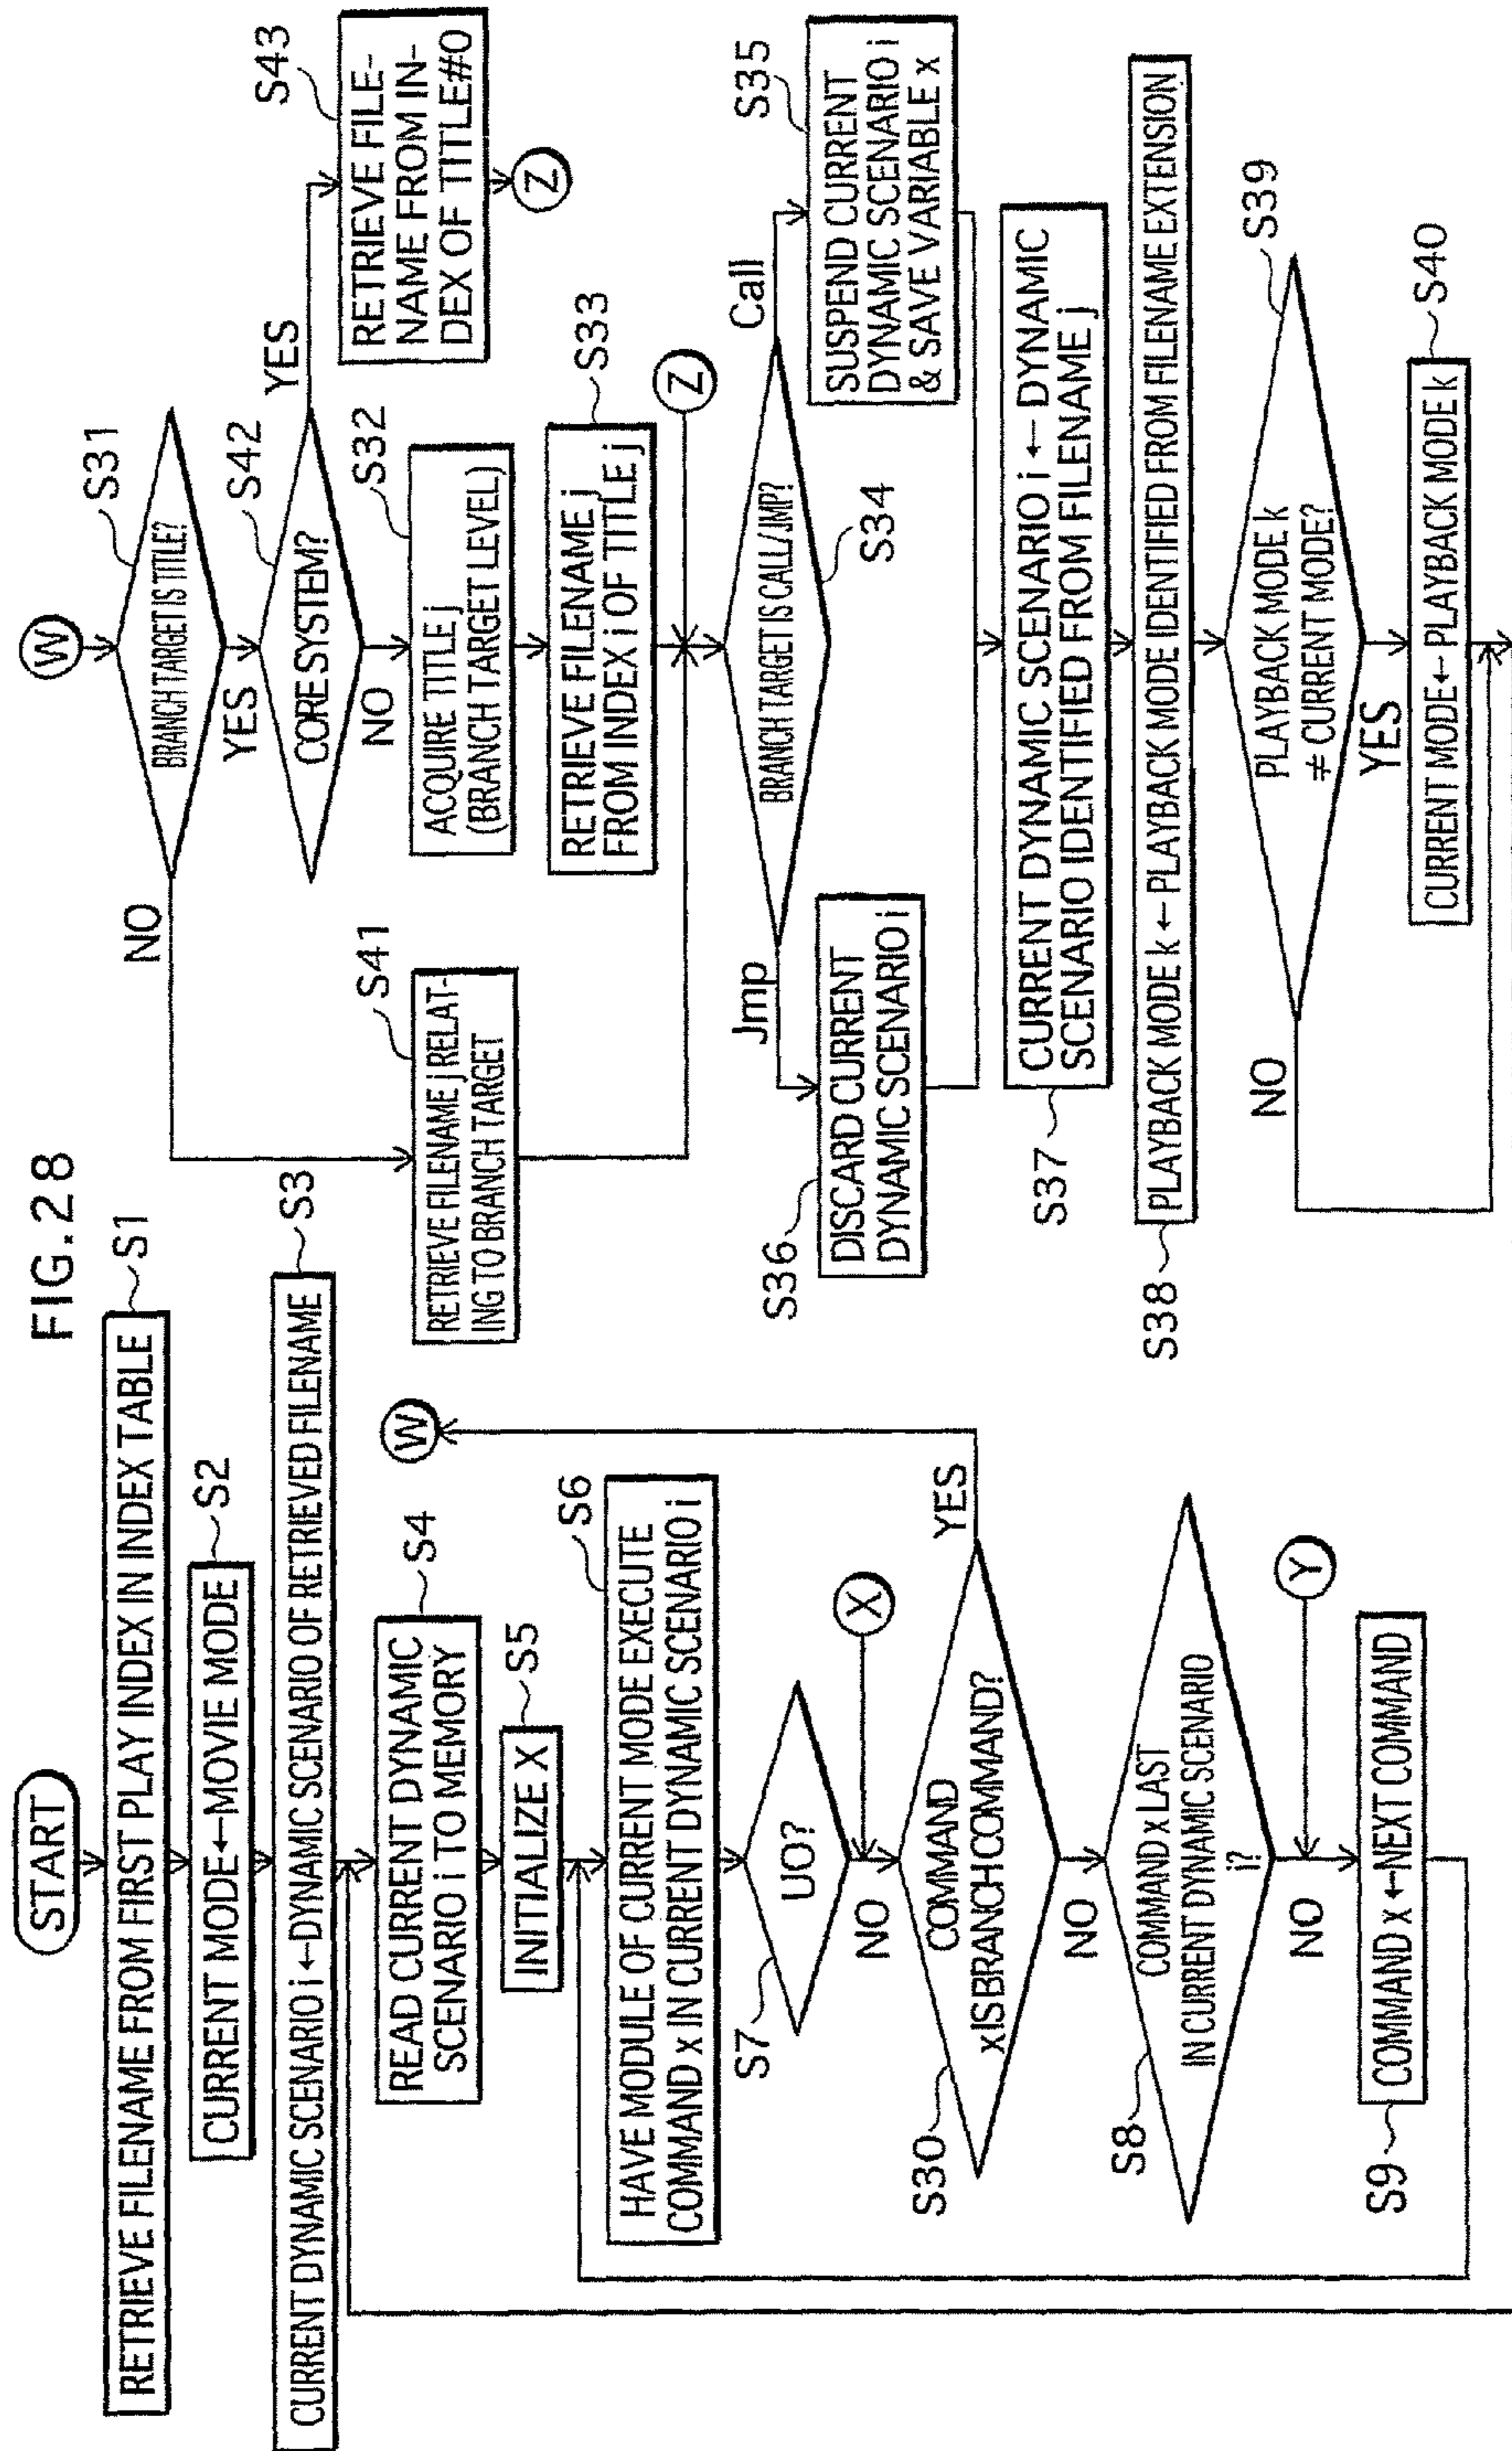 FIG.28
START
RETRIEVE FILENAME FROM FIRST PLAY INDEX IN INDEX TABLE
S1
CURRENT MODE←MOVIE MODE
S2
CURRENT DYNAMIC SCENARIO i←DYNAMIC SCENARIO OF RETRIEVED FILENAME
S3
READ CURRENT DYNAMIC
SCENARIO i TO MEMORY
S4
INITIALIZE X
S5
W
HAVE MODULE OF CURRENT MODE EXECUTE
COMMAND x IN CURRENT DYNAMIC SCENARIO i
S6
UO?
S7
NO
X
COMMAND
x IS BRANCH COMMAND?
YES
S30
NO
COMMAND x LAST
IN CURRENT DYNAMIC SCENARIO
i?
S8
NO
Y
COMMAND x ←NEXT COMMAND
S9
W
BRANCH TARGET IS TITLE?
S31
NO
YES
CORE SYSTEM?
S42
YES
NO
RETRIEVE FILE-
NAME FROM IN-
DEX OF TITLE#0
S43
Z
ACQUIRE TITLE j
(BRANCH TARGET LEVEL)
S32
RETRIEVE FILENAME j RELAT-
ING TO BRANCH TARGET
S41
RETRIEVE FILENAME j
FROM INDEX i OF TITLE j
S33
Z
BRANCH TARGET IS CALL/JMP?
S34
Jmp
Call
DISCARD CURRENT
DYNAMIC SCENARIO i
S36
SUSPEND CURRENT
DYNAMIC SCENARIO i
& SAVE VARIABLE x
S35
CURRENT DYNAMIC SCENARIO i ← DYNAMIC
SCENARIO IDENTIFIED FROM FILENAME j
S37
PLAYBACK MODE k ← PLAYBACK MODE IDENTIFIED FROM FILENAME EXTENSION
S38
PLAYBACK MODE k
≠ CURRENT MODE?
S39
NO
YES
CURRENT MODE← PLAYBACK MODE k
S40